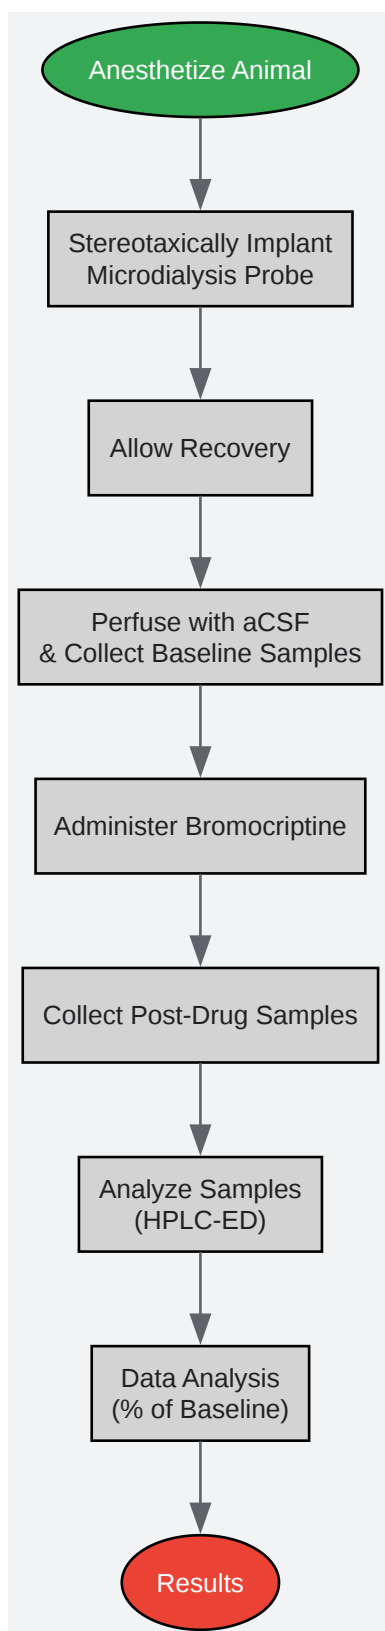 Anesthetize Animal
Stereotaxically Implant
Microdialysis Probe
Allow Recovery
Perfuse with aCSF
& Collect Baseline Samples
Administer Bromocriptine
Collect Post-Drug Samples
Analyze Samples
(HPLC-ED)
Data Analysis
(% of Baseline)
Results